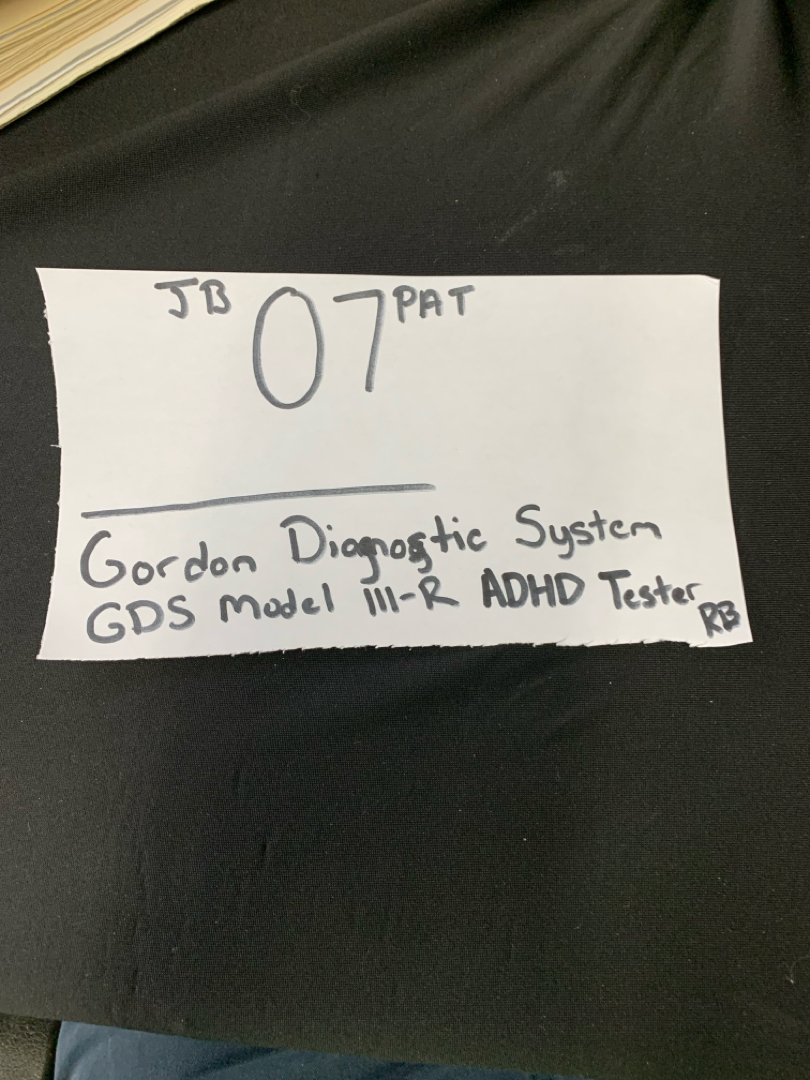 JB 07 PAT
Gordon Diagnostic System
GDS Model III-R ADHD Tester
RB